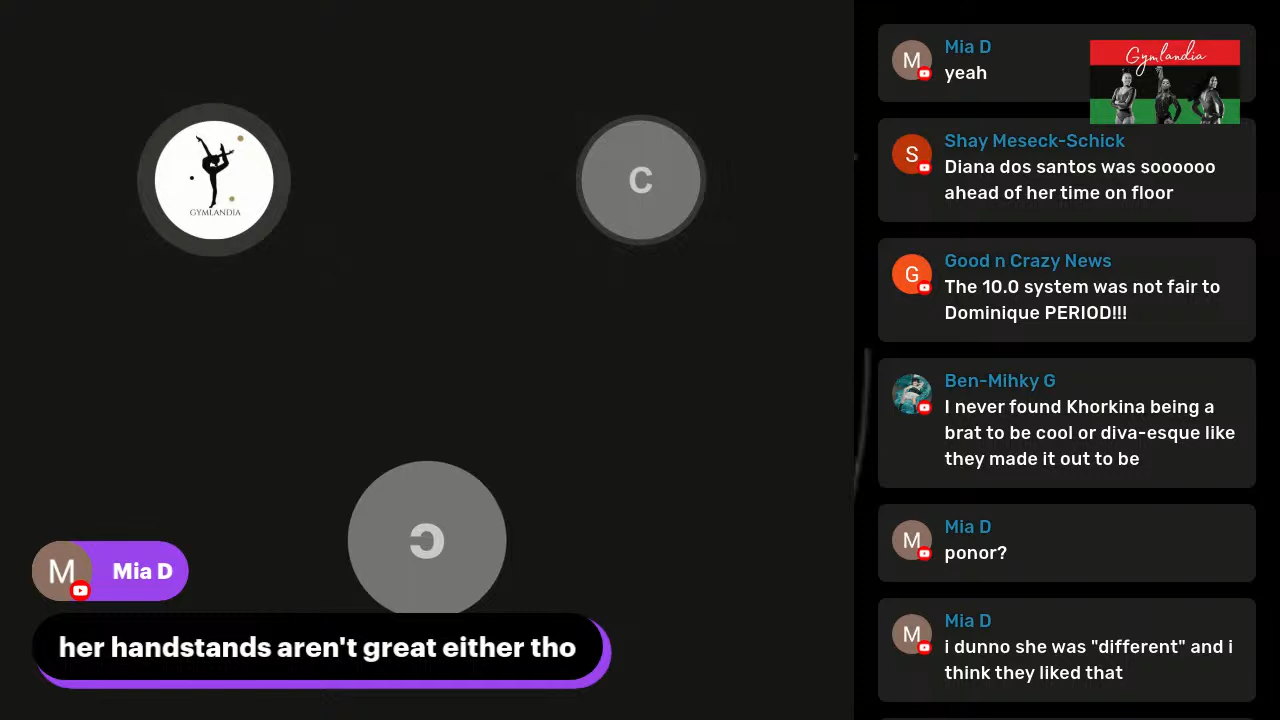 GYMLANDIA
C
C
M
Mia D
her handstands aren't great either tho
M
Mia D
yeah
Gymlandia
S
Shay Meseck-Schick
Diana dos santos was soooooo
ahead of her time on floor
G
Good n Crazy News
The 10.0 system was not fair to
Dominique PERIOD!!!
Ben-Mihky G
I never found Khorkina being a
brat to be cool or diva-esque like
they made it out to be
M
Mia D
ponor?
M
Mia D
i dunno she was "different" and i
think they liked that